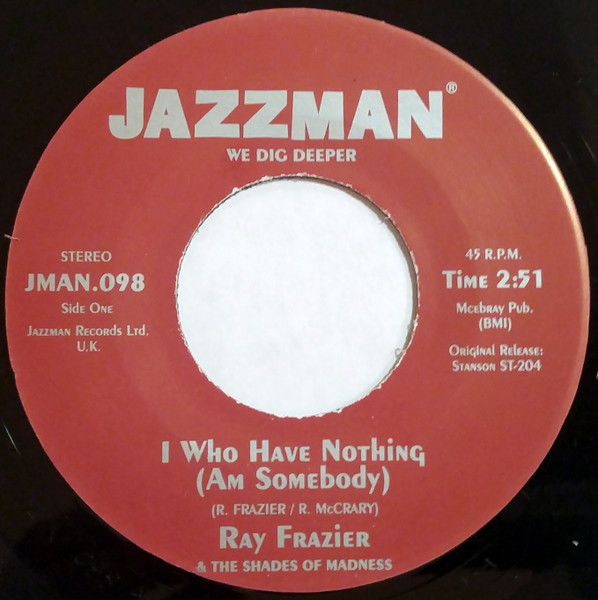 JAZZMAN®
WE DIG DEEPER
STEREO
JMAN.098
Side One
Jazzman Records Ltd.
U.K.
45 R.P.M.
Time 2:51
Mcebray Pub.
(BMI)
Original Release:
Stanson ST-204
I Who Have Nothing
(Am Somebody)
(R. FRAZIER / R. McCRARY)
Ray Frazier
& THE SHADES OF MADNESS